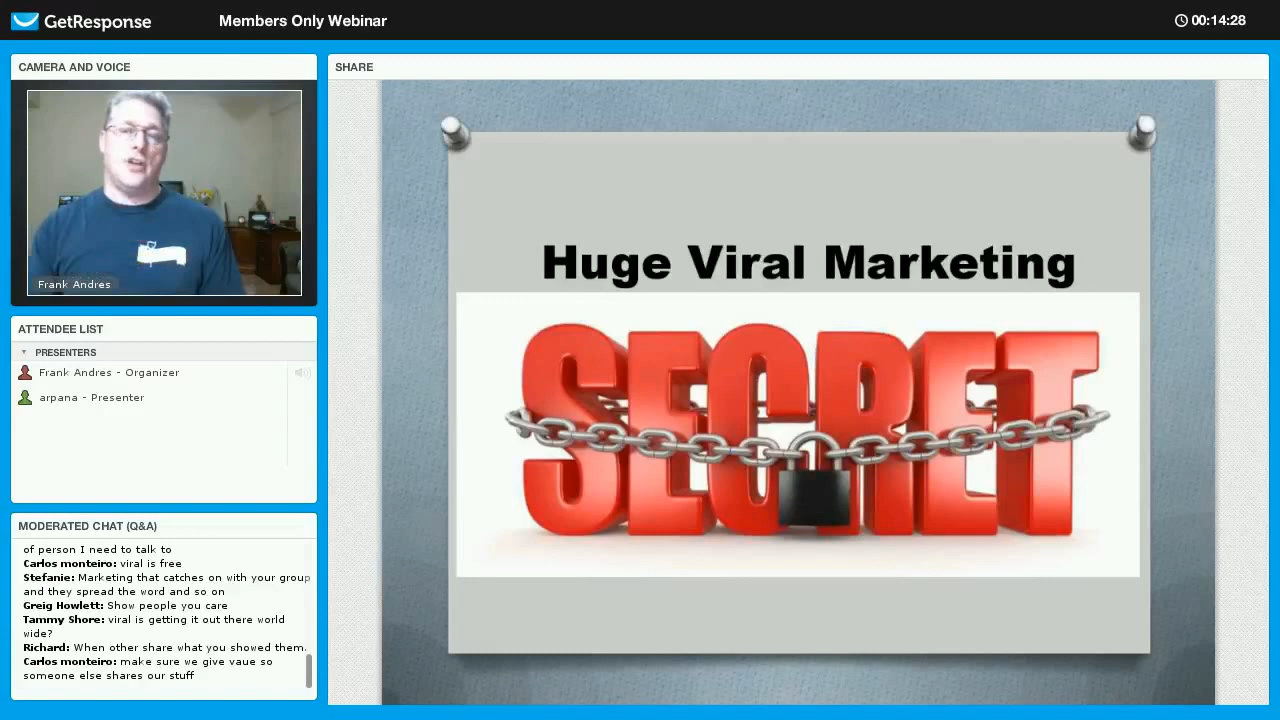 GetResponse
Members Only Webinar
00:14:28
CAMERA AND VOICE
Frank Andres
ATTENDEE LIST
PRESENTERS
Frank Andres - Organizer
arpana - Presenter
MODERATED CHAT (Q&A)
of person I need to talk to
Carlos monteiro: viral is free
Stefanie: Marketing that catches on with your group
and they spread the word and so on
Greig Howlett: Show people you care
Tammy Shore: viral is getting it out there world
wide?
Richard: When other share what you showed them.
Carlos monteiro: make sure we give vaue so
someone else shares our stuff
SHARE
Huge Viral Marketing
SECRET